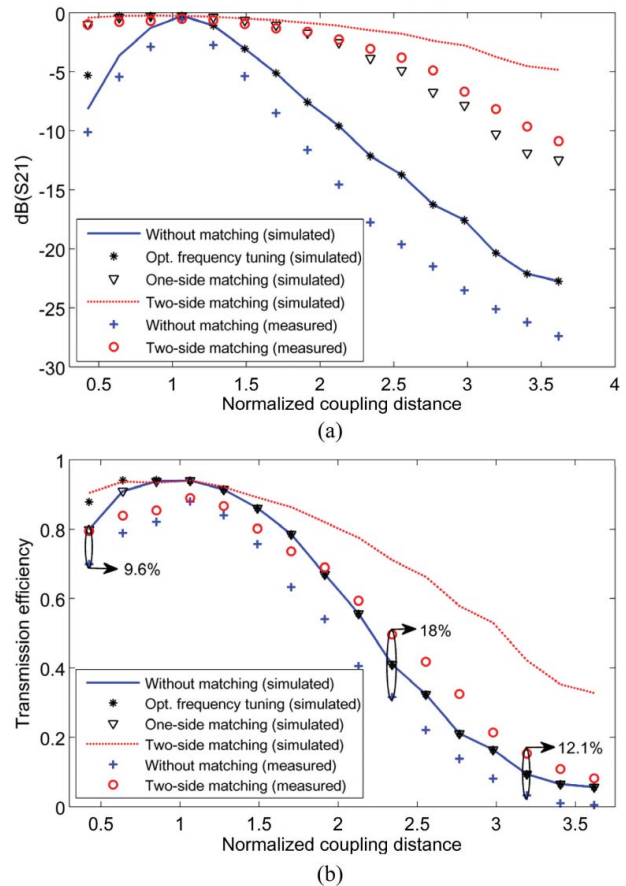 0
-5
-10
-15
-20
-25
-30
dB(S21)
Without matching (simulated)
Opt. frequency tuning (simulated)
One-side matching (simulated)
Two-side matching (simulated)
Without matching (measured)
Two-side matching (measured)
0.5 1 1.5 2 2.5 3 3.5 4
Normalized coupling distance
(a)
1
0.8
0.6
0.4
0.2
0
Transmission efficiency
9.6%
18%
12.1%
Without matching (simulated)
Opt. frequency tuning (simulated)
One-side matching (simulated)
Two-side matching (simulated)
Without matching (measured)
Two-side matching (measured)
0.5 1 1.5 2 2.5 3 3.5
Normalized coupling distance
(b)